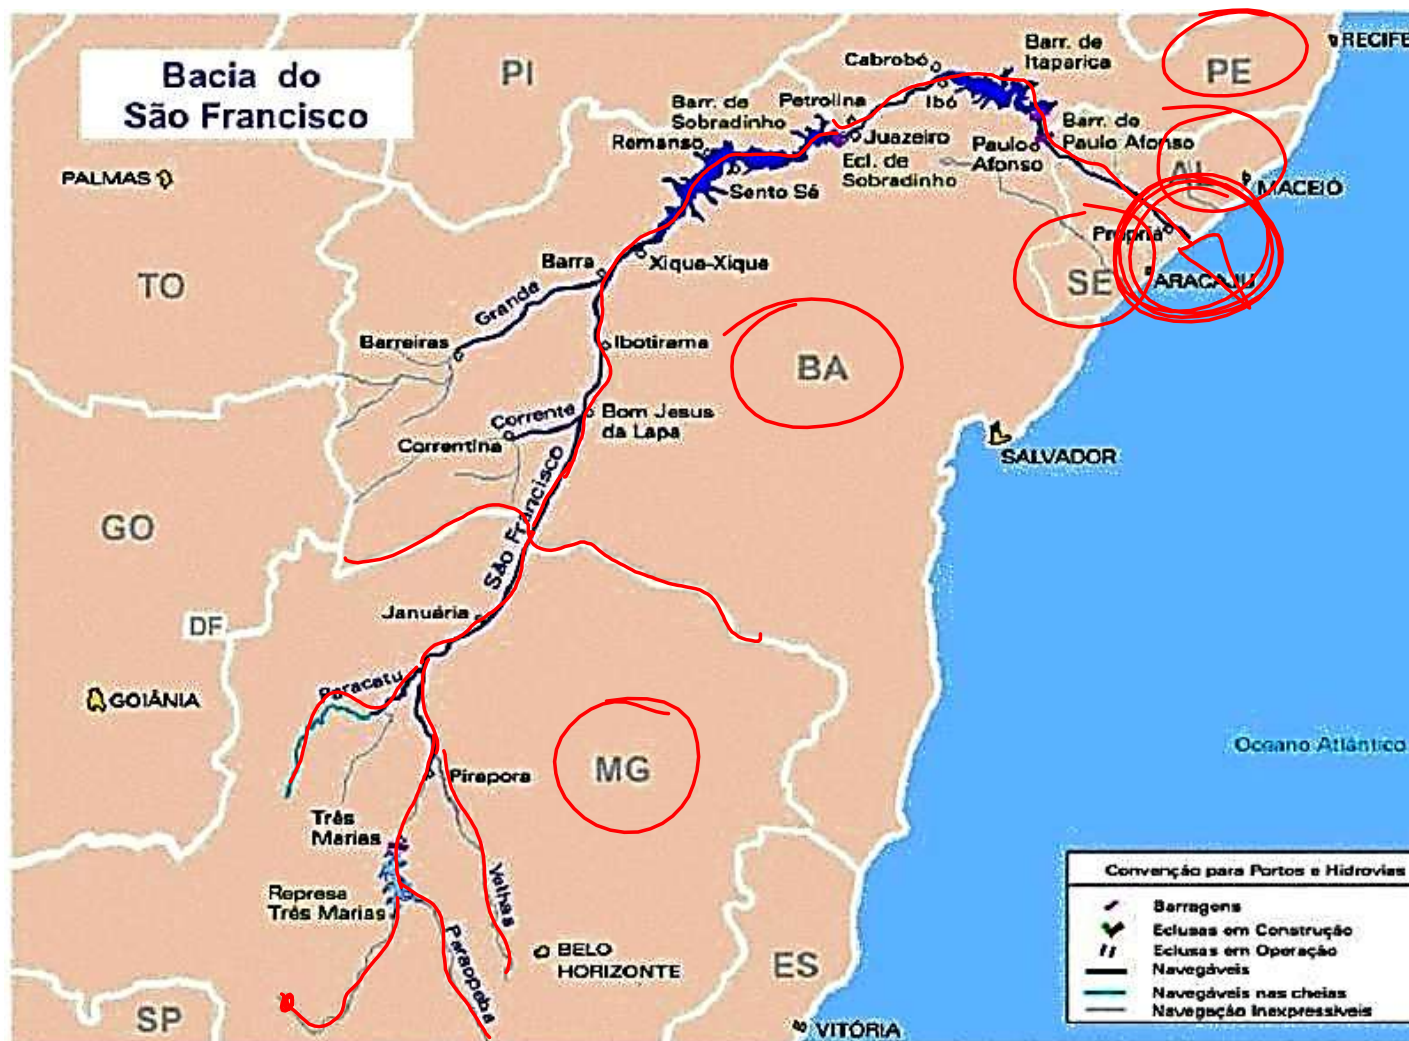 Bacia do
São Francisco
PI
PE
RECIFE
Barr. de
Itaparica
Cabrobó
Ibó
Petrolina
Barr. de
Sobradinho
Remanso
Juazeiro
Ecl. de
Sobradinho
Sento Sé
Paulo
Afonso
Barr. de
Paulo Afonso
AL
MACEIÓ
PALMAS
Propriá
ARACAJU
SE
TO
Barra
Xique-Xique
Grande
Barreiras
Ibotirama
BA
Corrente
Bom Jesus
da Lapa
Correntina
SALVADOR
GO
São Francisco
Januária
DF
Paracatu
GOIÂNIA
MG
Oceano Atlântico
Pirapora
Três
Marias
Represa
Três Marias
Velhas
Paraopeba
BELO
HORIZONTE
ES
SP
VITÓRIA
Convenção para Portos e Hidrovias
Barragens
Eclusas em Construção
Eclusas em Operação
Navegáveis
Navegáveis nas cheias
Navegação Inexpressíveis